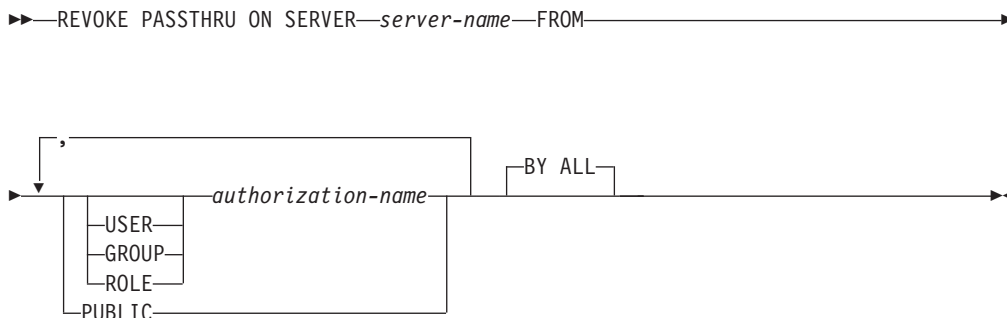 REVOKE PASSTHRU ON SERVER server-name FROM
,
BY ALL
authorization-name
USER
GROUP
ROLE
PUBLIC